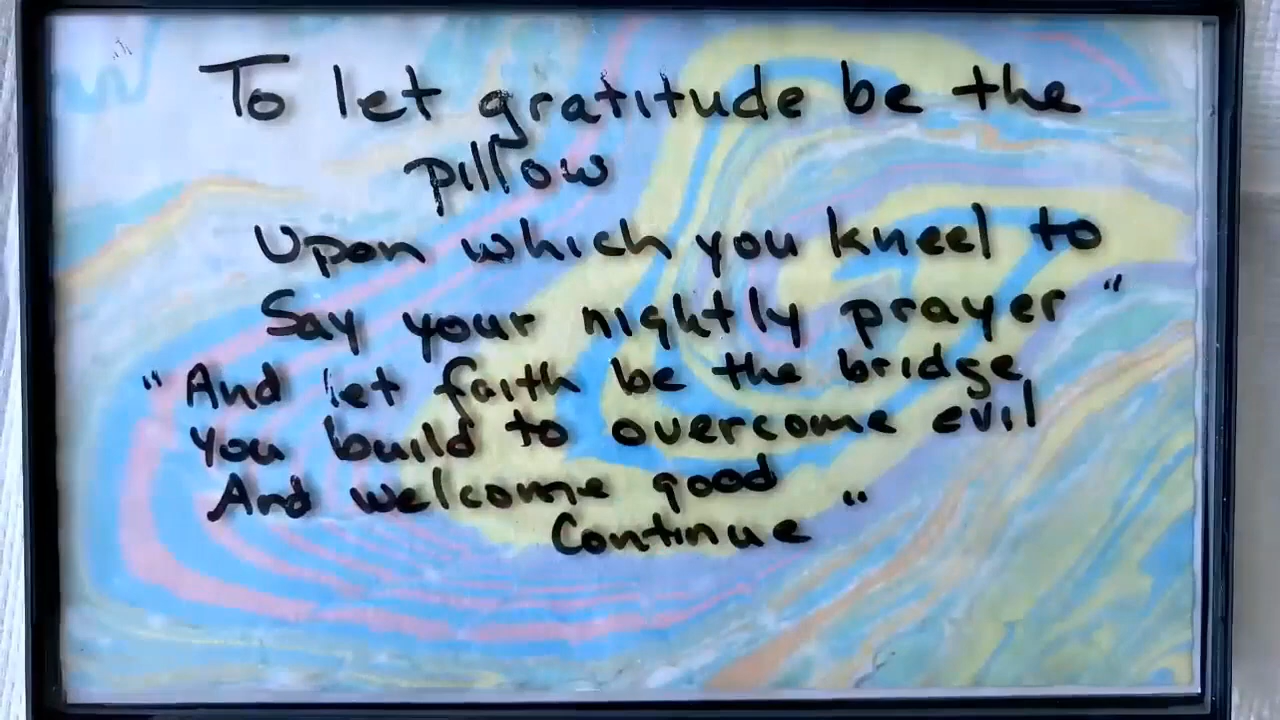 To let gratitude be the
pillow
Upon which you kneel to
Say your nightly prayer"
"And let faith be the bridge,
you build to overcome evil
And welcome good "
Continue